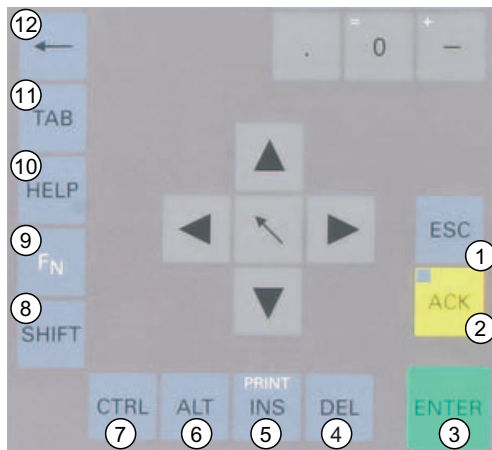 12 ←
= +
. 0 −
11
TAB
10
HELP
9
FN
8
SHIFT
ESC
1
ACK
2
PRINT
CTRL ALT INS DEL ENTER
7 6 5 4 3